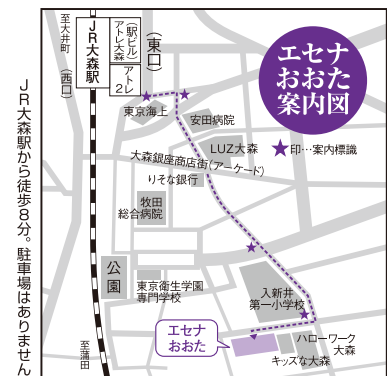 エセナ
おおた
案内図
★印…案内標識
至大井町
JR大森駅
(西口)
アトレ大森
(駅ビル)
アトレ
2
(東口)
東京海上
安田病院
LUZ大森
大森銀座商店街(アーケード)
りそな銀行
牧田
総合病院
公園
東京衛生学園
専門学校
入新井
第一小学校
エセナ
おおた
ハローワーク
大森
キッズな大森
至蒲田
JR大森駅から徒歩8分。駐車場はありません